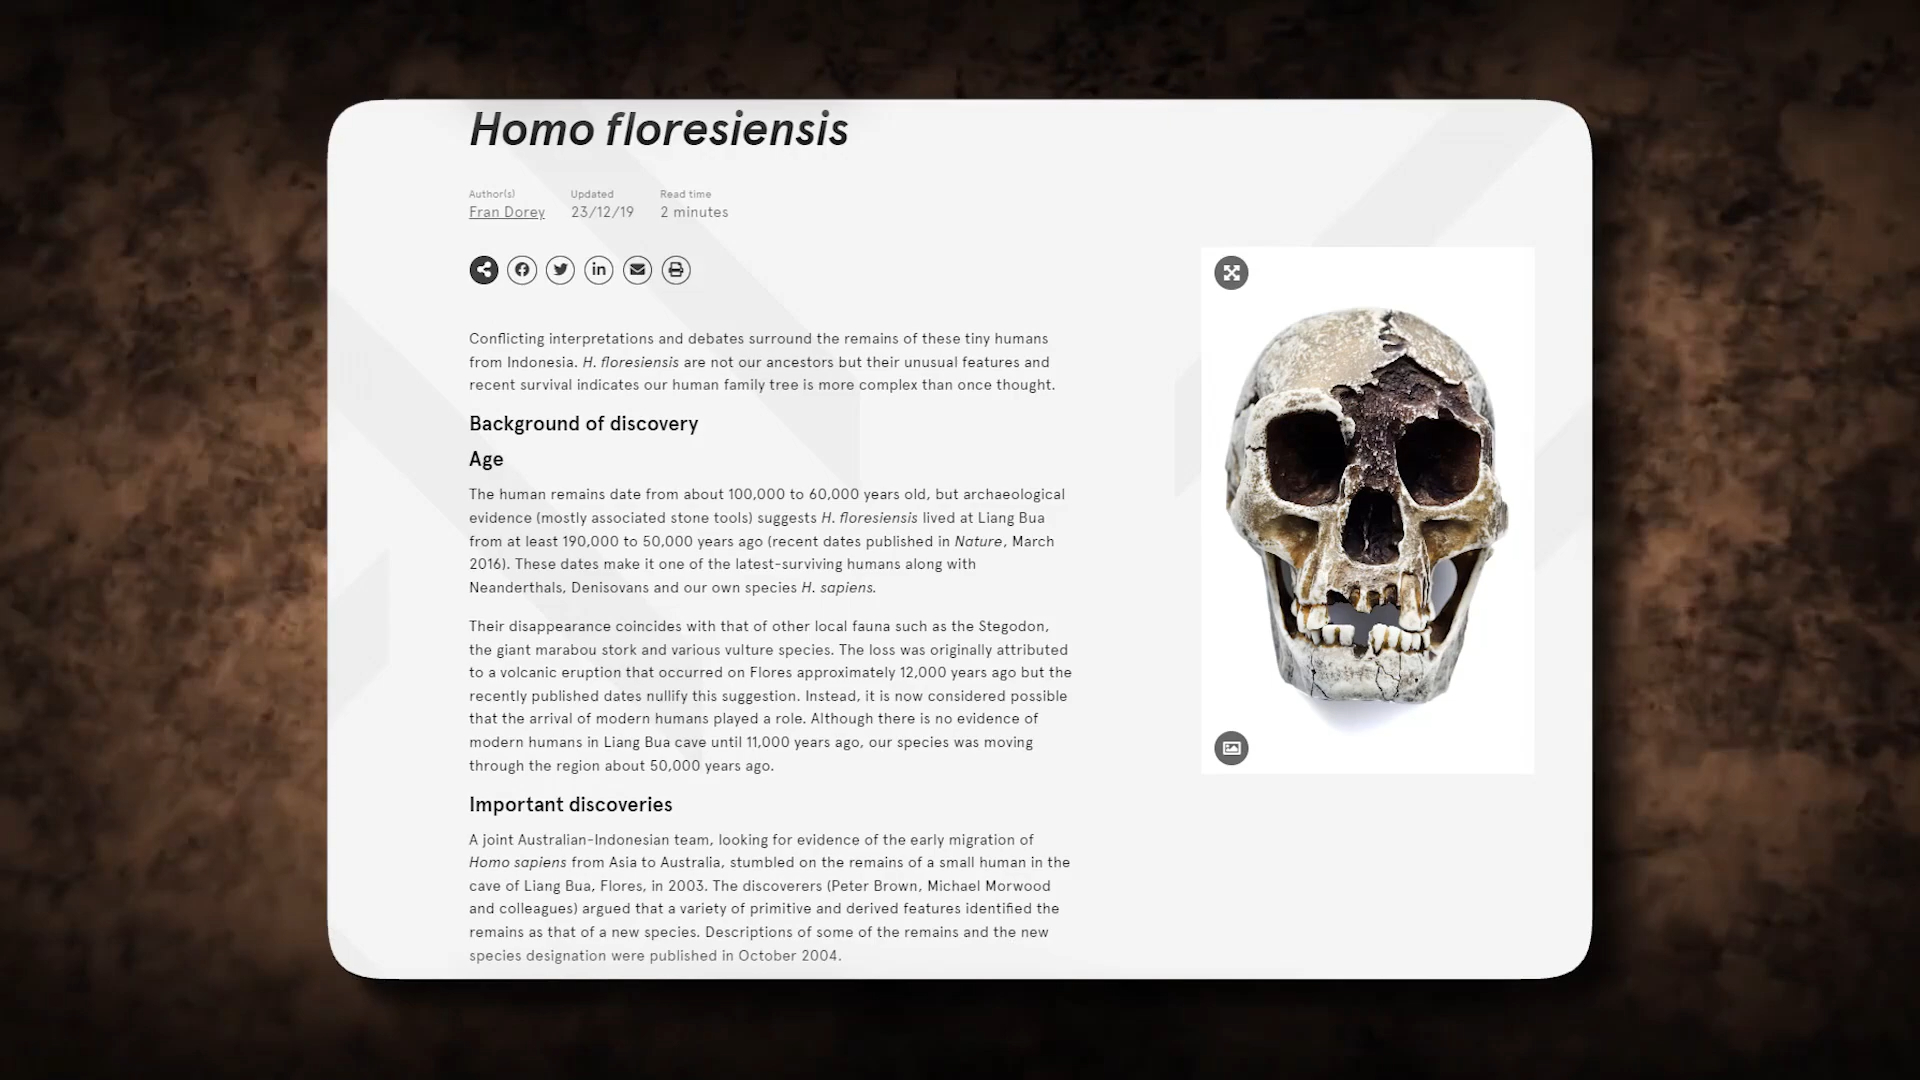 Homo floresiensis
Author(s) Updated Read time
Fran Dorey 23/12/19 2 minutes
Conflicting interpretations and debates surround the remains of these tiny humans
from Indonesia. H. floresiensis are not our ancestors but their unusual features and
recent survival indicates our human family tree is more complex than once thought.
Background of discovery
Age
The human remains date from about 100,000 to 60,000 years old, but archaeological
evidence (mostly associated stone tools) suggests H. floresiensis lived at Liang Bua
from at least 190,000 to 50,000 years ago (recent dates published in Nature, March
2016). These dates make it one of the latest-surviving humans along with
Neanderthals, Denisovans and our own species H. sapiens.
Their disappearance coincides with that of other local fauna such as the Stegodon,
the giant marabou stork and various vulture species. The loss was originally attributed
to a volcanic eruption that occurred on Flores approximately 12,000 years ago but the
recently published dates nullify this suggestion. Instead, it is now considered possible
that the arrival of modern humans played a role. Although there is no evidence of
modern humans in Liang Bua cave until 11,000 years ago, our species was moving
through the region about 50,000 years ago.
Important discoveries
A joint Australian-Indonesian team, looking for evidence of the early migration of
Homo sapiens from Asia to Australia, stumbled on the remains of a small human in the
cave of Liang Bua, Flores, in 2003. The discoverers (Peter Brown, Michael Morwood
and colleagues) argued that a variety of primitive and derived features identified the
remains as that of a new species. Descriptions of some of the remains and the new
species designation were published in October 2004.